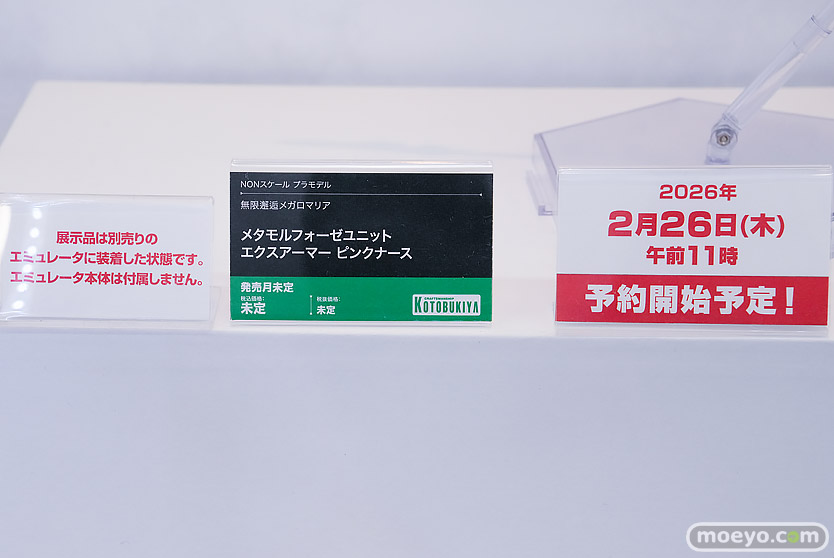 展示品は別売りの
エミュレータに装着した状態です。
エミュレータ本体は付属しません。
NONスケール プラモデル
無限邂逅メガロマリア
メタモルフォーゼユニット
エクスアーマー ピンクナース
発売月未定
税込価格: 税抜価格:
未定 未定
CRAFTSMANSHIP
KOTOBUKIYA
2026年
2月26日(木)
午前11時
予約開始予定!
moeyo.com